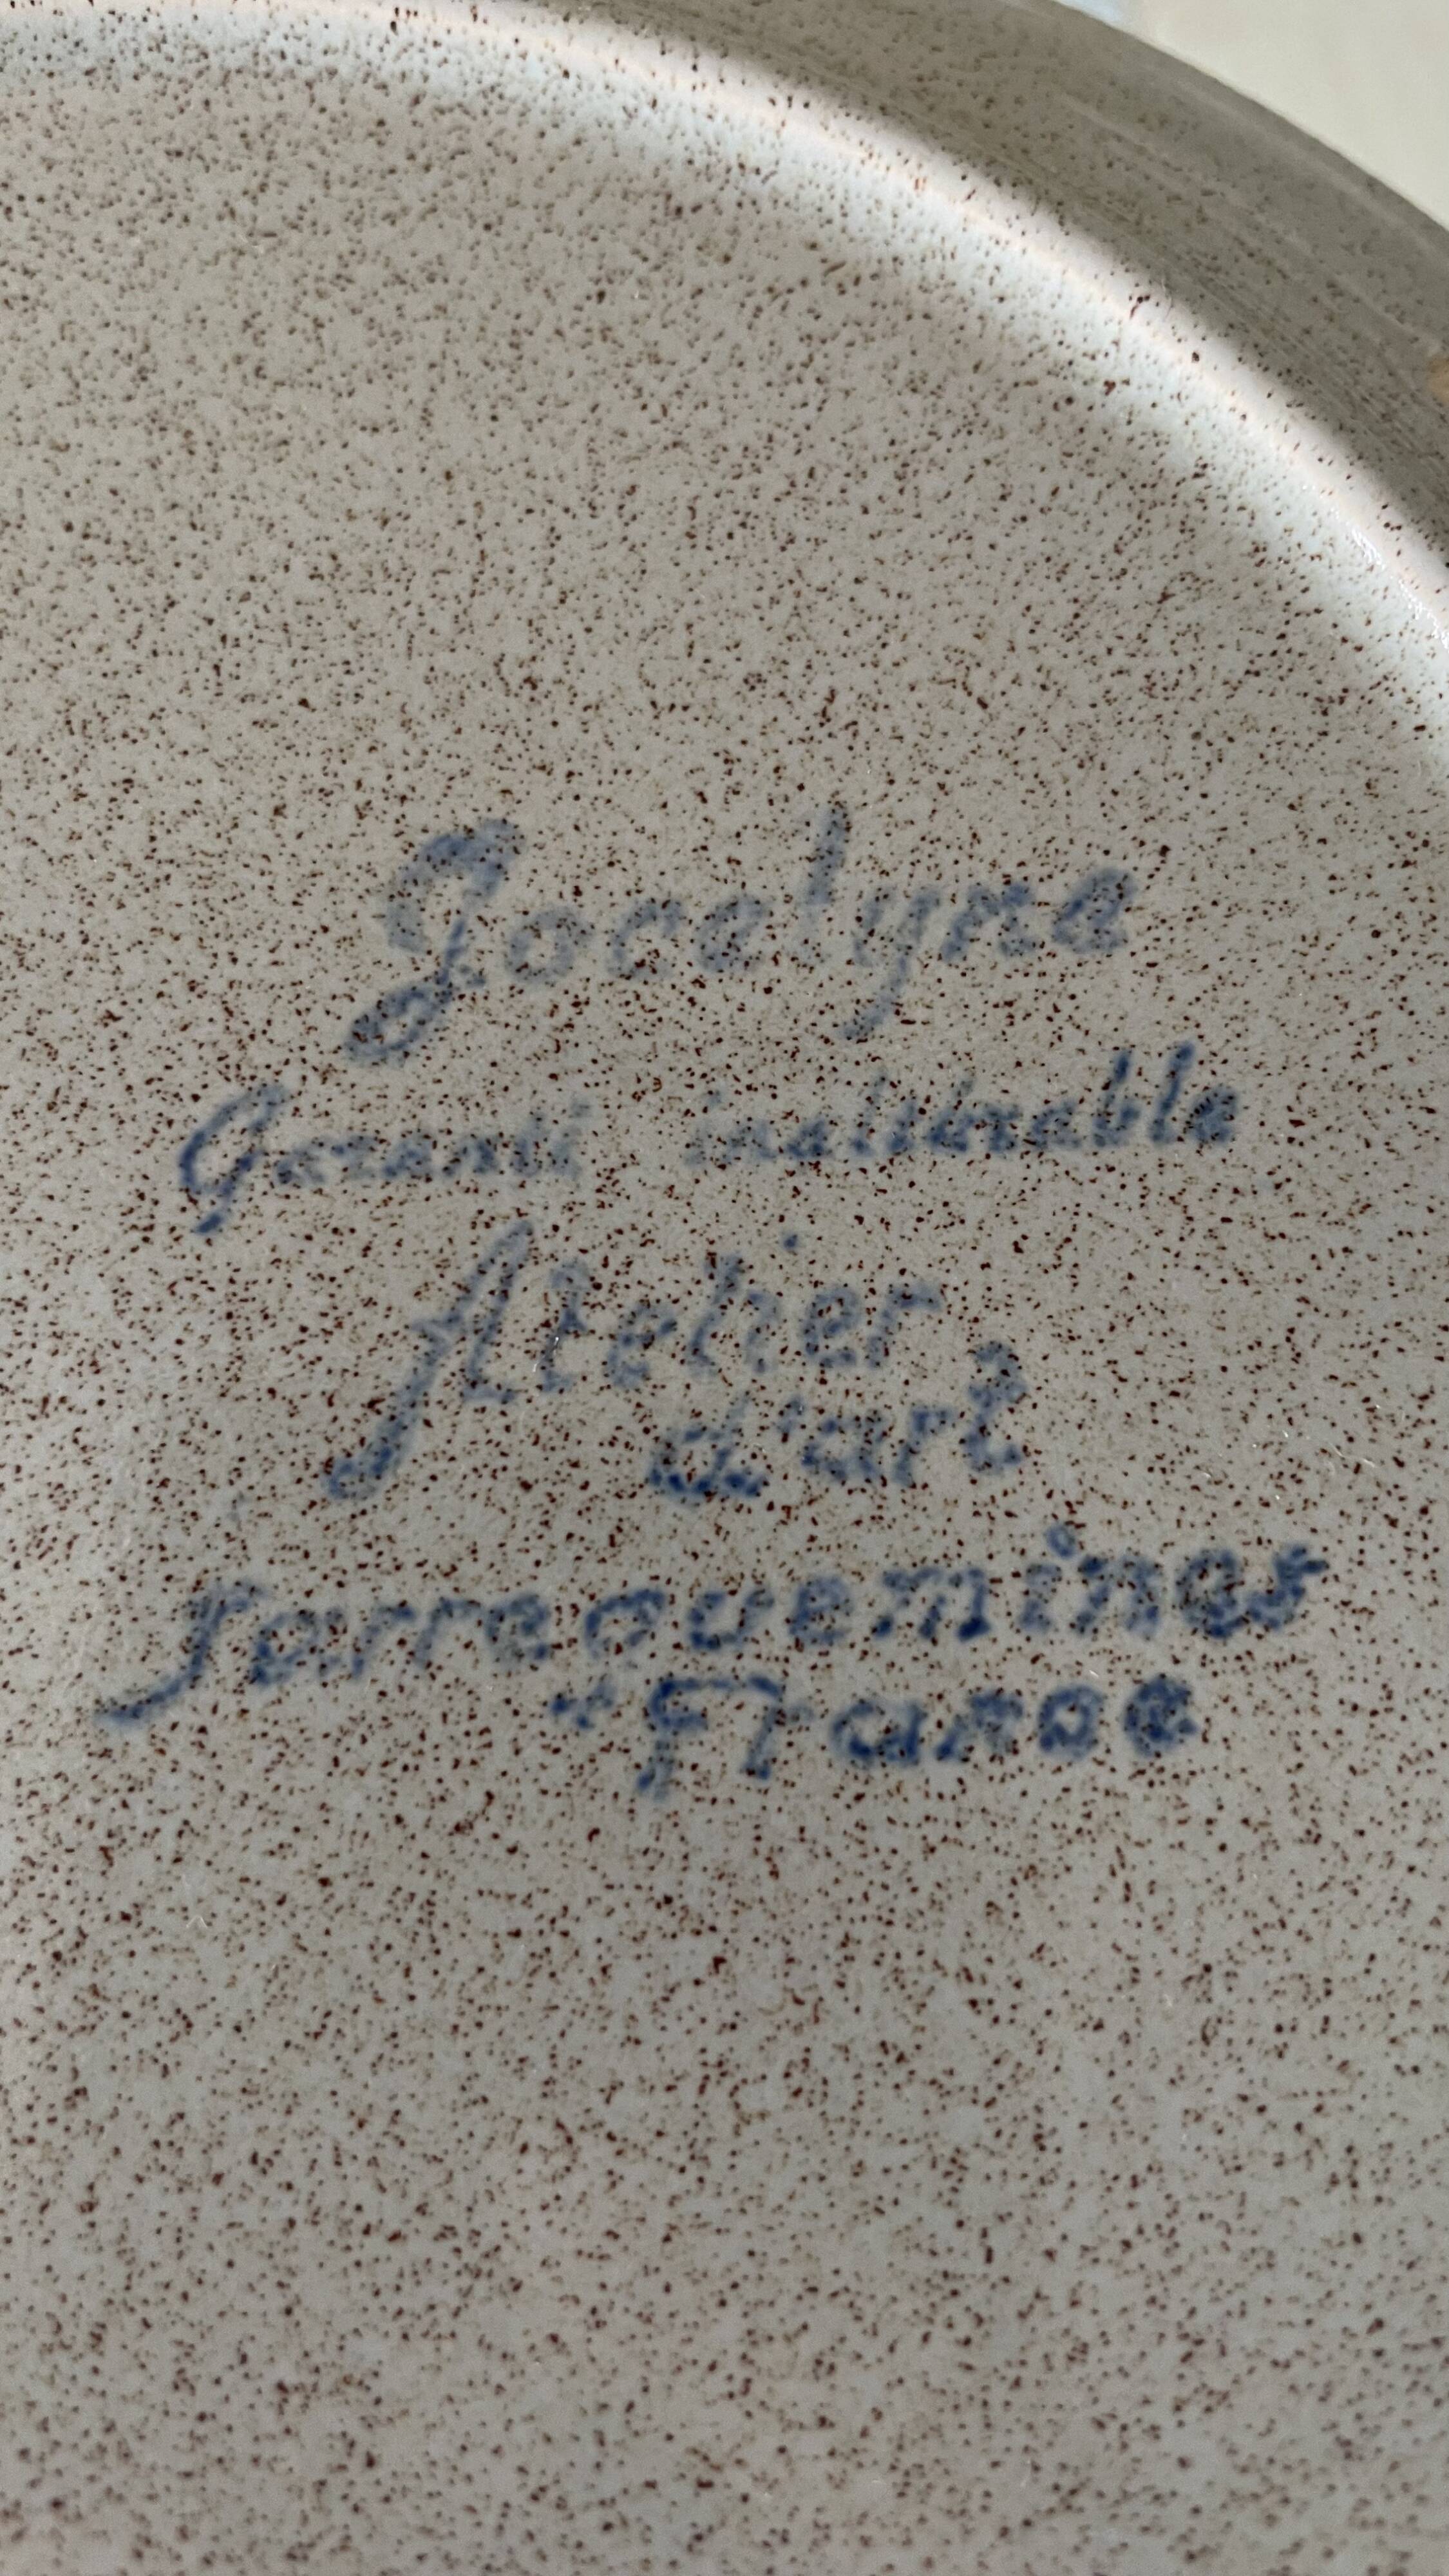 Jocelyne
Garanti inaltérable
Atelier
d'art
Sarreguemines
France